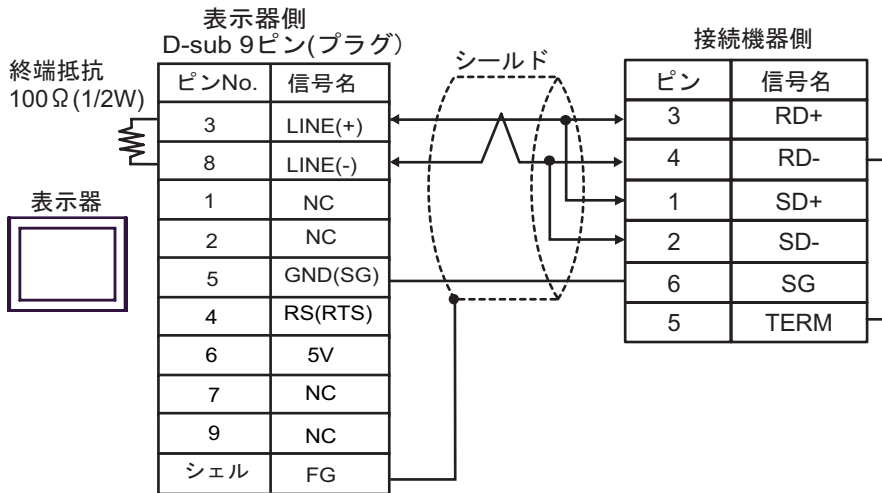 表示器側
D-sub 9ピン(プラグ)
終端抵抗
100Ω(1/2W)
表示器
シールド
ピンNo. 信号名
3 LINE(+)
8 LINE(-)
1 NC
2 NC
5 GND(SG)
4 RS(RTS)
6 5V
7 NC
9 NC
シェル FG
接続機器側
ピン 信号名
3 RD+
4 RD-
1 SD+
2 SD-
6 SG
5 TERM